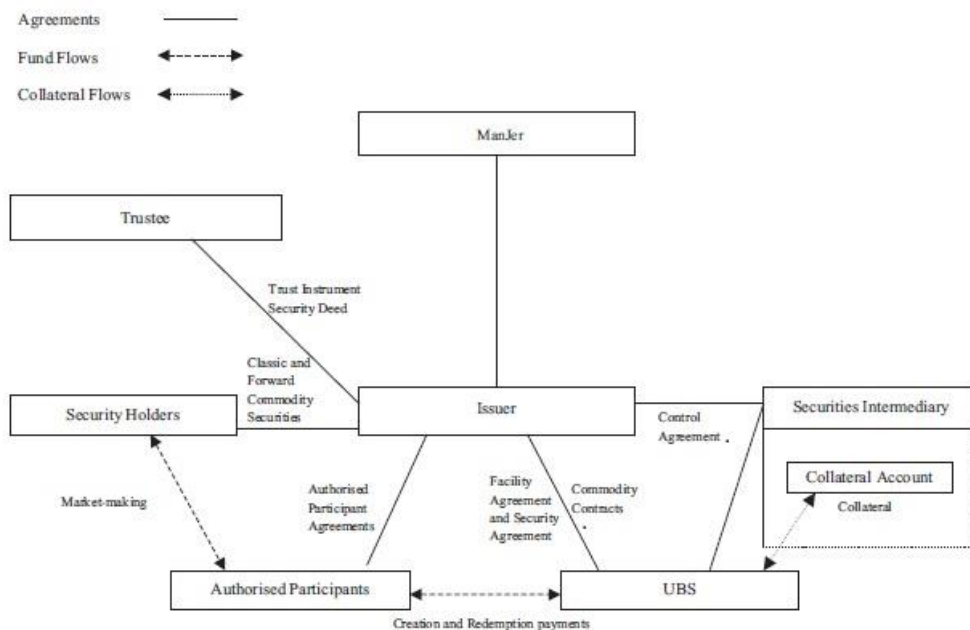 Agreements
Fund Flows
Collateral Flows
ManJer
Trustee
Trust Instrument
Security Deed
Classic and
Forward
Commodity
Securities
Security Holders
Issuer
Securities Intermediary
Control
Agreement
Collateral Account
Collateral
Market-making
Authorised
Participant
Agreements
Facility
Agreement
and Security
Agreement
Commodity
Contracts
Authorised Participants
UBS
Creation and Redemption payments